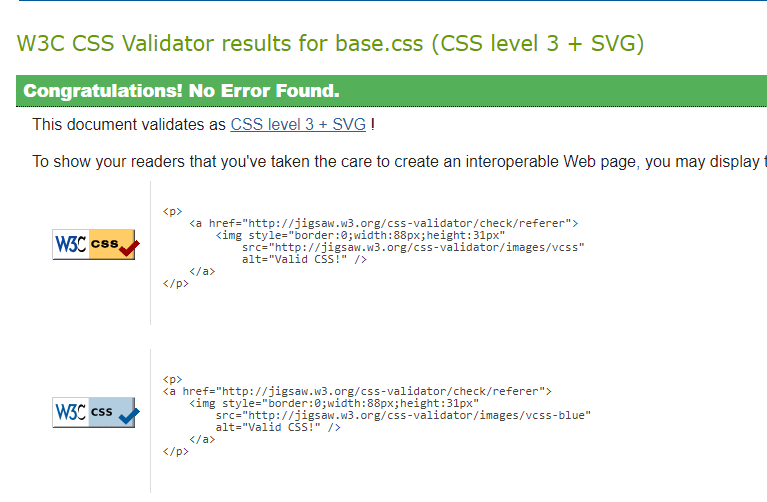 W3C CSS Validator results for base.css (CSS level 3 + SVG)
Congratulations! No Error Found.
This document validates as CSS level 3 + SVG !
To show your readers that you've taken the care to create an interoperable Web page, you may display
W3C css
<p>
<a href="http://jigsaw.w3.org/css-validator/check/referer">
<img style="border:0;width:88px;height:31px"
src="http://jigsaw.w3.org/css-validator/images/vcss"
alt="Valid CSS!" />
</a>
</p>
W3C css
<p>
<a href="http://jigsaw.w3.org/css-validator/check/referer">
<img style="border:0;width:88px;height:31px"
src="http://jigsaw.w3.org/css-validator/images/vcss-blue"
alt="Valid CSS!" />
</a>
</p>